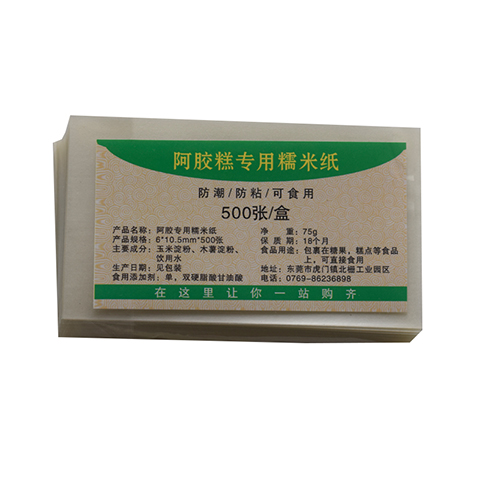 阿胶糕专用糯米纸
防潮/防粘/可食用
500张/盒
产品名称：阿胶专用糯米纸
产品规格：6*10.5mm*500张
主要成分：玉米淀粉、木薯淀粉、
饮用水
生产日期：见包装
食用添加剂：单，双硬脂酸甘油酸
净 重：75g
保 质 期：18个月
食品用途：包裹在糖果，糕点等食品
上，可直接食用
地址：东莞市虎门镇北栅工业园区
电话：0769-86236898
在这里让你一站购齐